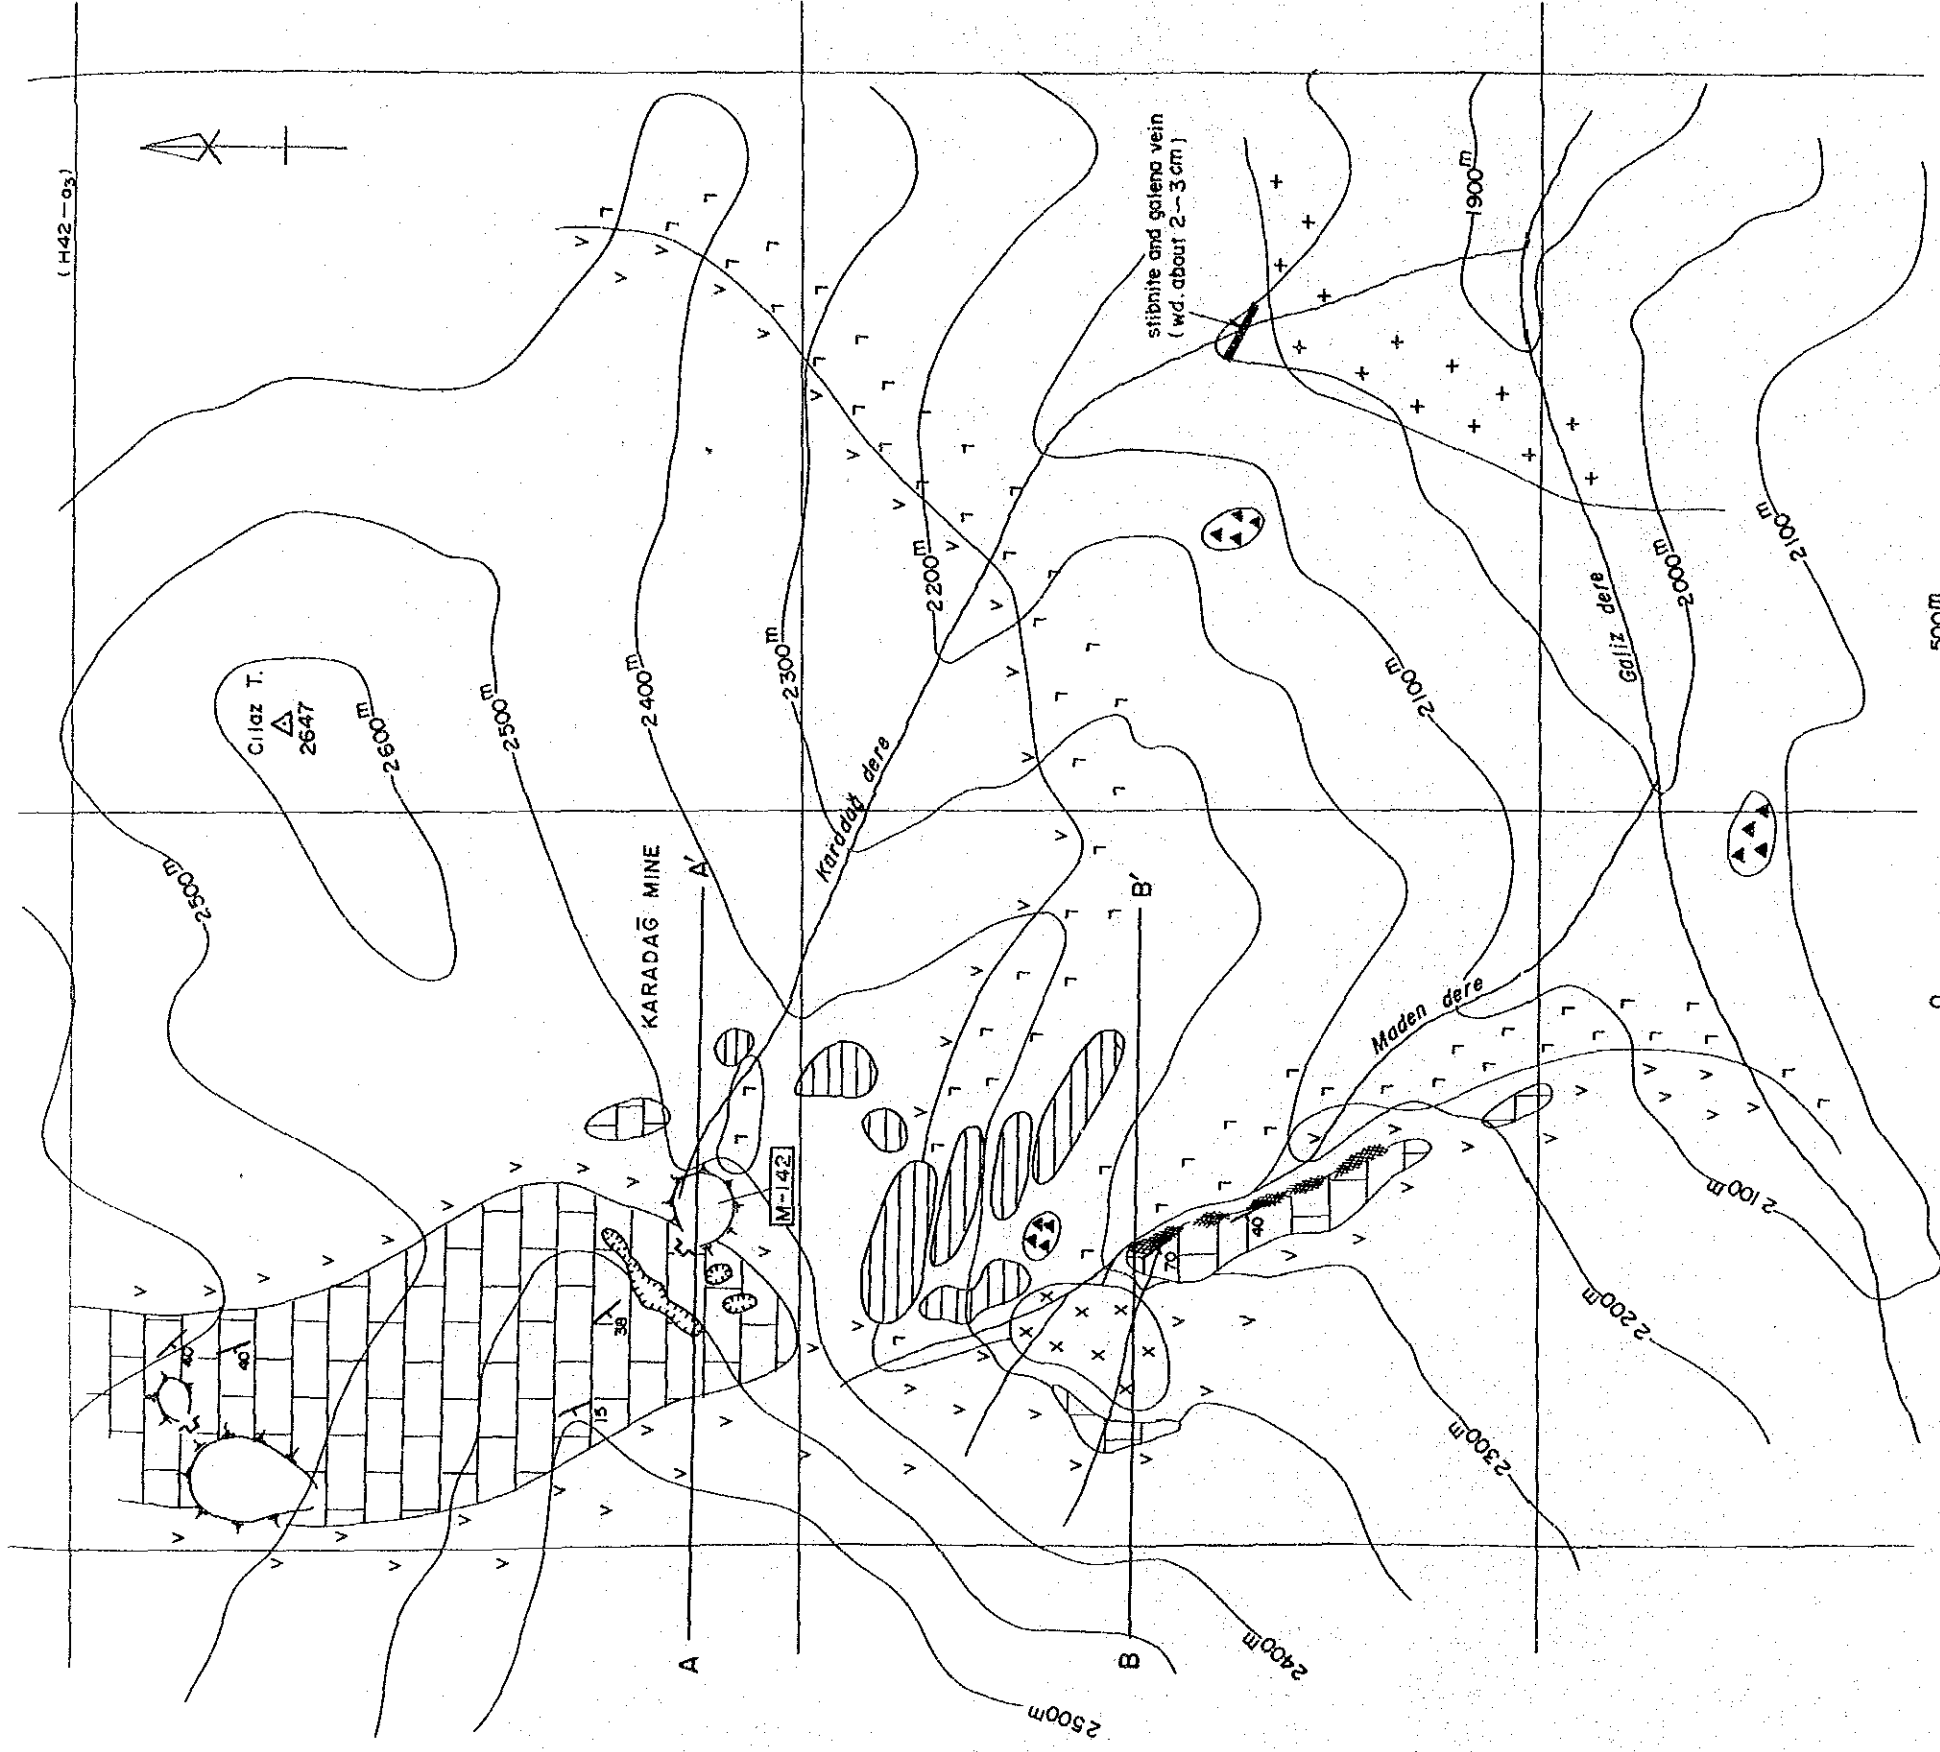 (H42-a3)
Cilaz T.
2647
2600m
2500m
2500m
2400m
2300m
2200m
KARADAĞ MINE
A
A'
M-142
Karadağ dere
stibnite and galena vein
(wd. about 2-3cm)
1900m
2000m
2100m
2100m
Galiz dere
Maden dere
B
B'
40
40
38
15
70
40
2100m
2200m
2300m
2400m
2500m
0
500m